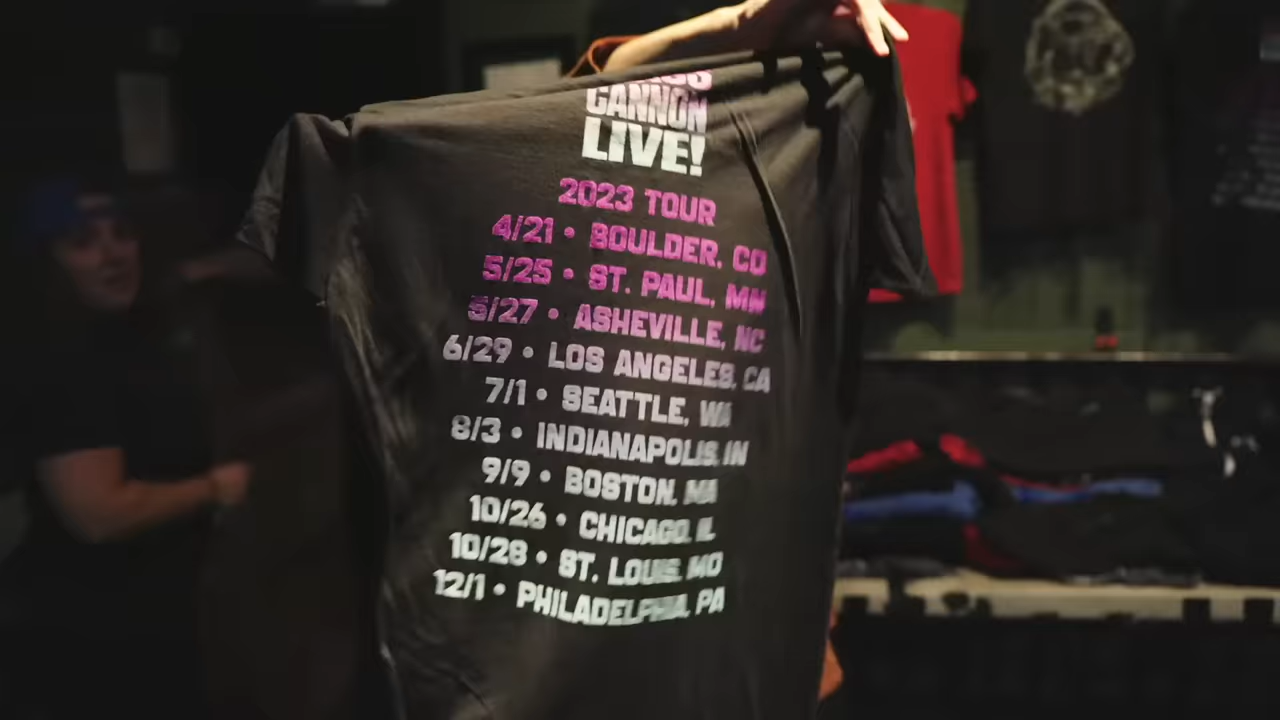 CANNON
LIVE!
2023 TOUR
4/21 • BOULDER, CO
5/25 • ST. PAUL, MN
5/27 • ASHEVILLE, NC
6/29 • LOS ANGELES, CA
7/1 • SEATTLE, WA
8/3 • INDIANAPOLIS, IN
9/9 • BOSTON, MA
10/26 • CHICAGO, IL
10/28 • ST. LOUIS, MO
12/1 • PHILADELPHIA, PA